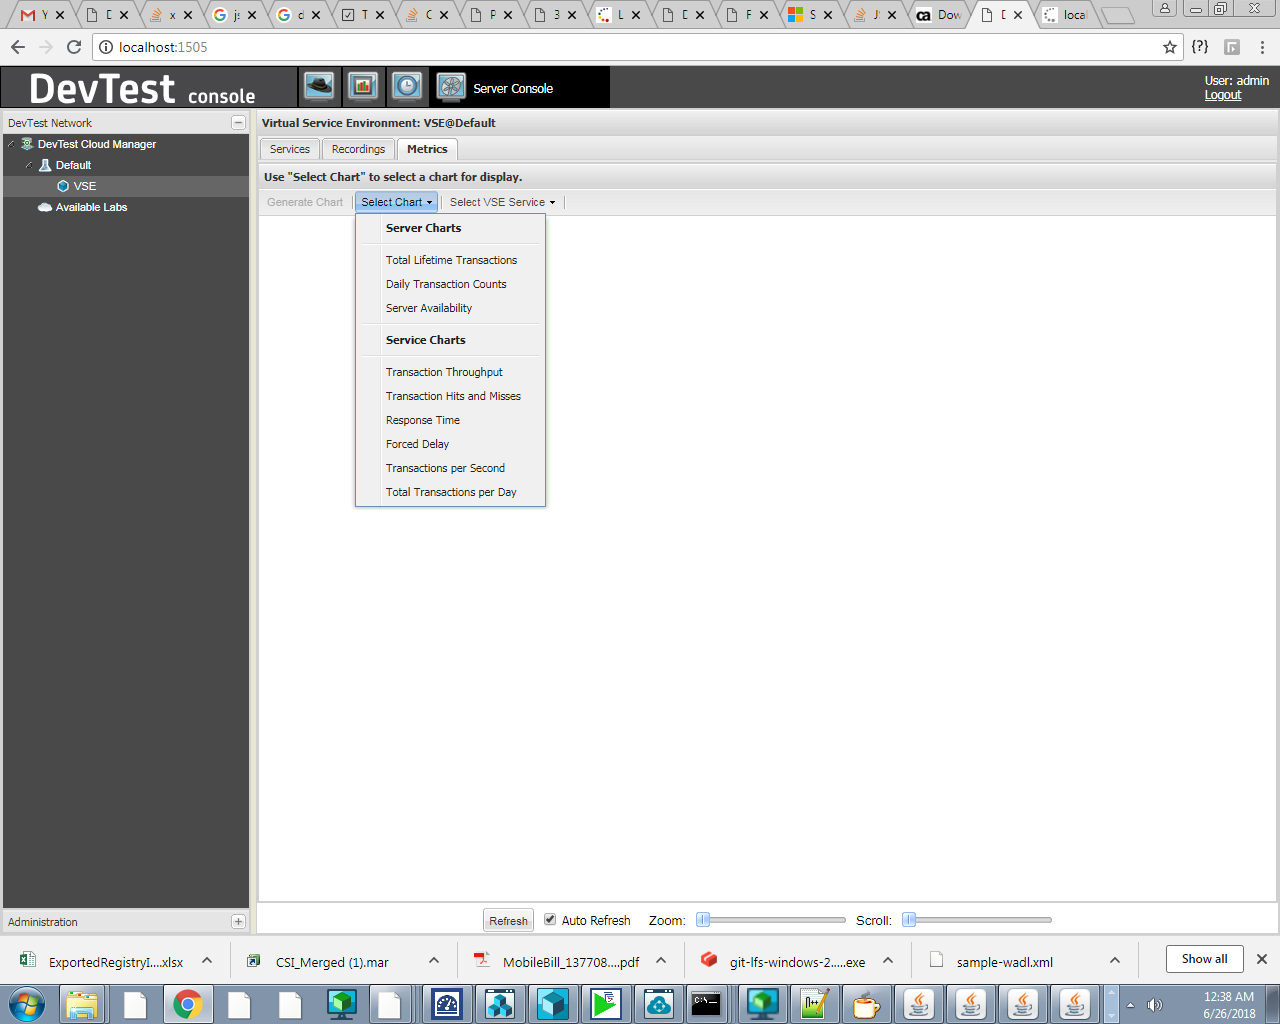 Y
D
x
js
d
T
C
P
3
L
D
F
S
JS
Dow
D
local
localhost:1505
{?}
DevTest console
Server Console
User: admin
Logout
DevTest Network
DevTest Cloud Manager
Default
VSE
Available Labs
Administration
Virtual Service Environment: VSE@Default
Services
Recordings
Metrics
Use "Select Chart" to select a chart for display.
Generate Chart
Select Chart
Select VSE Service
Server Charts
Total Lifetime Transactions
Daily Transaction Counts
Server Availability
Service Charts
Transaction Throughput
Transaction Hits and Misses
Response Time
Forced Delay
Transactions per Second
Total Transactions per Day
Refresh
Auto Refresh
Zoom:
Scroll:
ExportedRegistryI....xlsx
CSI_Merged (1).mar
MobileBill_137708....pdf
git-lfs-windows-2.....exe
sample-wadl.xml
Show all
12:38 AM
6/26/2018